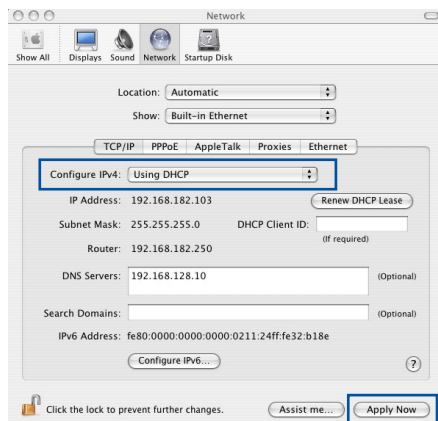 Network
Show All Displays Sound Network Startup Disk
Location: Automatic
Show: Built-in Ethernet
TCP/IP PPPoE AppleTalk Proxies Ethernet
Configure IPv4: Using DHCP
IP Address: 192.168.182.103 Renew DHCP Lease
Subnet Mask: 255.255.255.0 DHCP Client ID:
(If required)
Router: 192.168.182.250
DNS Servers: 192.168.128.10 (Optional)
Search Domains: (Optional)
IPv6 Address: fe80:0000:0000:0000:0211:24ff:fe32:b18e
Configure IPv6... ?
Click the lock to prevent further changes. Assist me... Apply Now